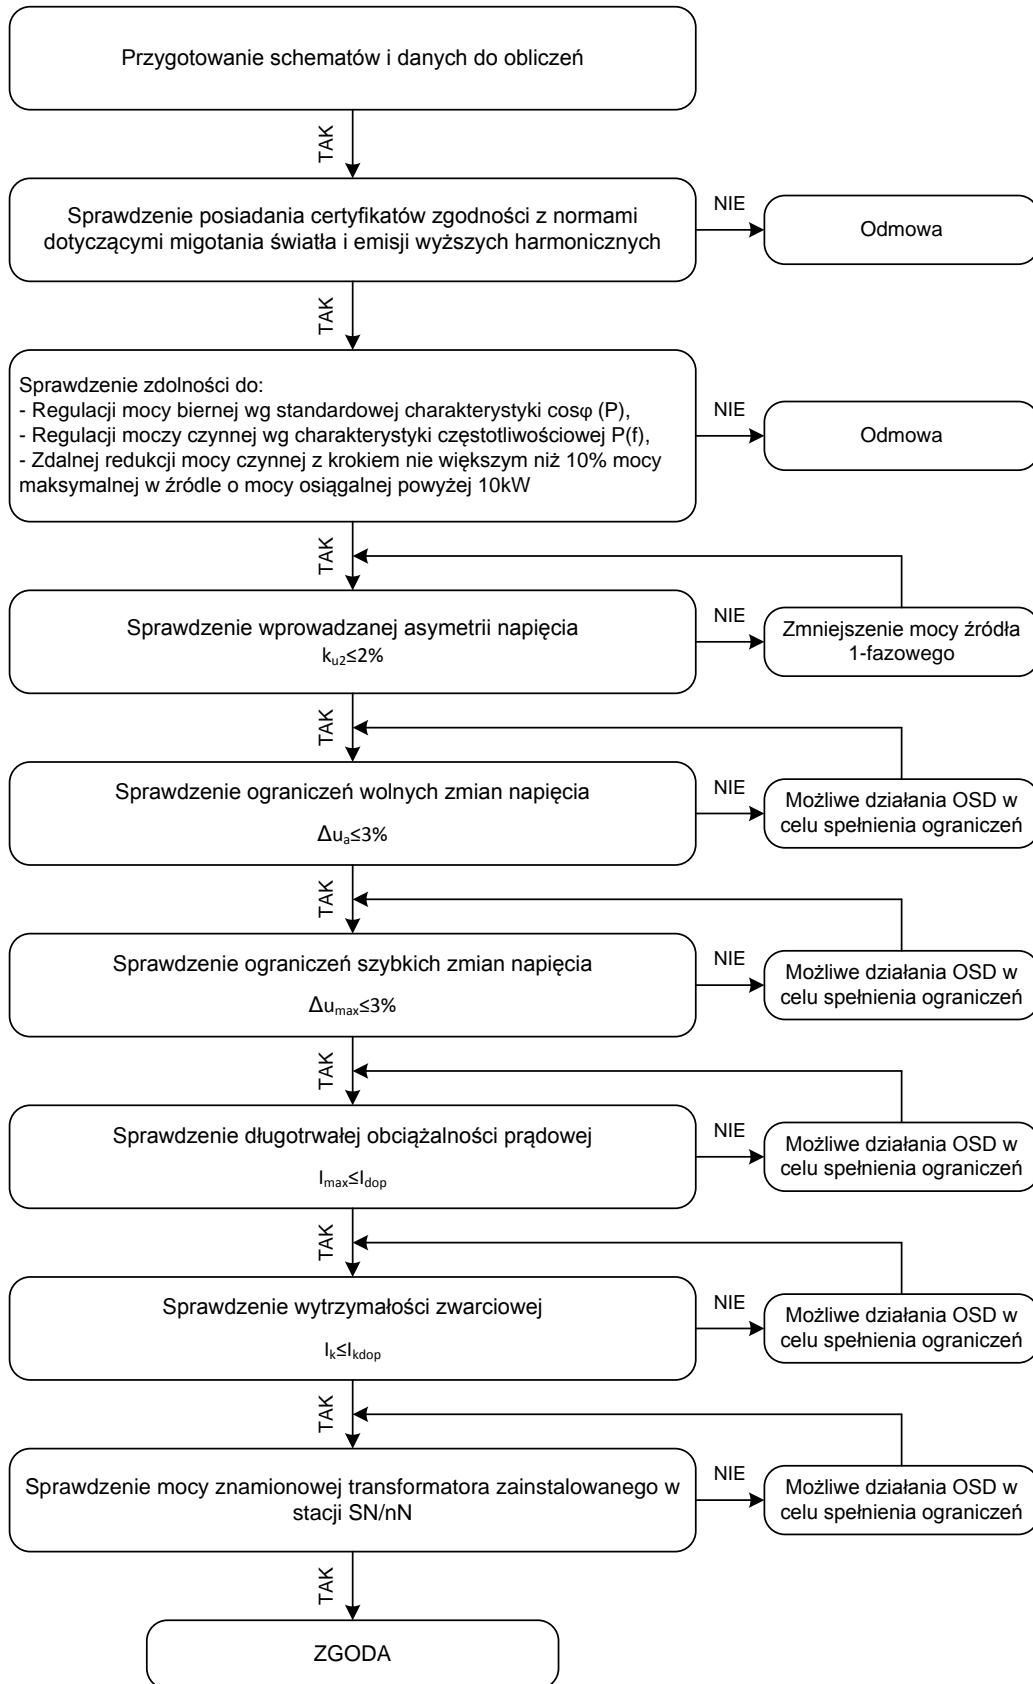 Przygotowanie schematów i danych do obliczeń
TAK
Sprawdzenie posiadania certyfikatów zgodności z normami
dotyczącymi migotania światła i emisji wyższych harmonicznych
NIE
Odmowa
TAK
Sprawdzenie zdolności do:
- Regulacji mocy biernej wg standardowej charakterystyki cosφ (P),
- Regulacji moczy czynnej wg charakterystyki częstotliwościowej P(f),
- Zdalnej redukcji mocy czynnej z krokiem nie większym niż 10% mocy
maksymalnej w źródle o mocy osiągalnej powyżej 10kW
NIE
Odmowa
TAK
Sprawdzenie wprowadzanej asymetrii napięcia
k_u2≤2%
NIE
Zmniejszenie mocy źródła
1-fazowego
TAK
Sprawdzenie ograniczeń wolnych zmian napięcia
Δu_a≤3%
NIE
Możliwe działania OSD w
celu spełnienia ograniczeń
TAK
Sprawdzenie ograniczeń szybkich zmian napięcia
Δu_max≤3%
NIE
Możliwe działania OSD w
celu spełnienia ograniczeń
TAK
Sprawdzenie długotrwałej obciążalności prądowej
I_max≤I_dop
NIE
Możliwe działania OSD w
celu spełnienia ograniczeń
TAK
Sprawdzenie wytrzymałości zwarciowej
I_k≤I_kdop
NIE
Możliwe działania OSD w
celu spełnienia ograniczeń
TAK
Sprawdzenie mocy znamionowej transformatora zainstalowanego w
stacji SN/nN
NIE
Możliwe działania OSD w
celu spełnienia ograniczeń
TAK
ZGODA